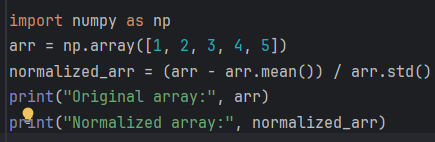 import numpy as np
arr = np.array([1, 2, 3, 4, 5])
normalized_arr = (arr - arr.mean()) / arr.std()
print("Original array:", arr)
print("Normalized array:", normalized_arr)